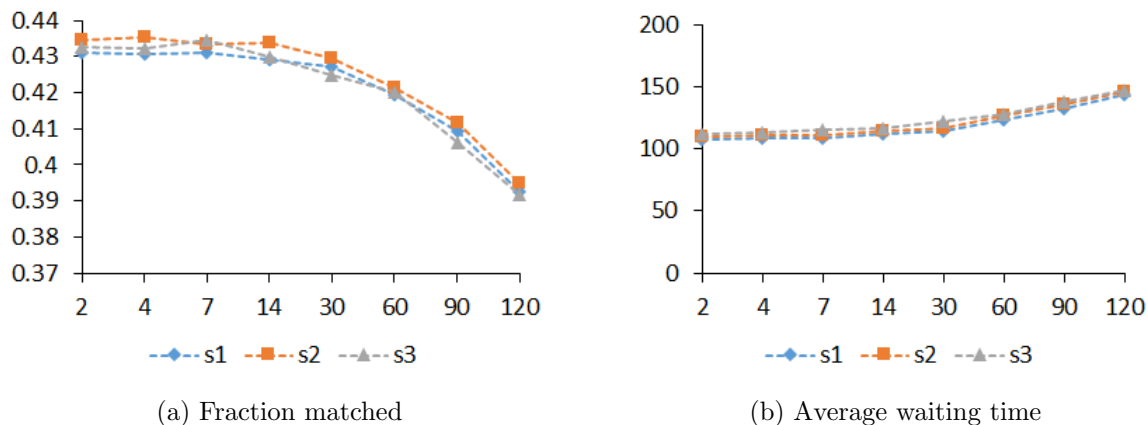 0.44
0.43
0.42
0.41
0.4
0.39
0.38
0.37
2 4 7 14 30 60 90 120
s1 s2 s3
(a) Fraction matched
200
150
100
50
0
2 4 7 14 30 60 90 120
s1 s2 s3
(b) Average waiting time